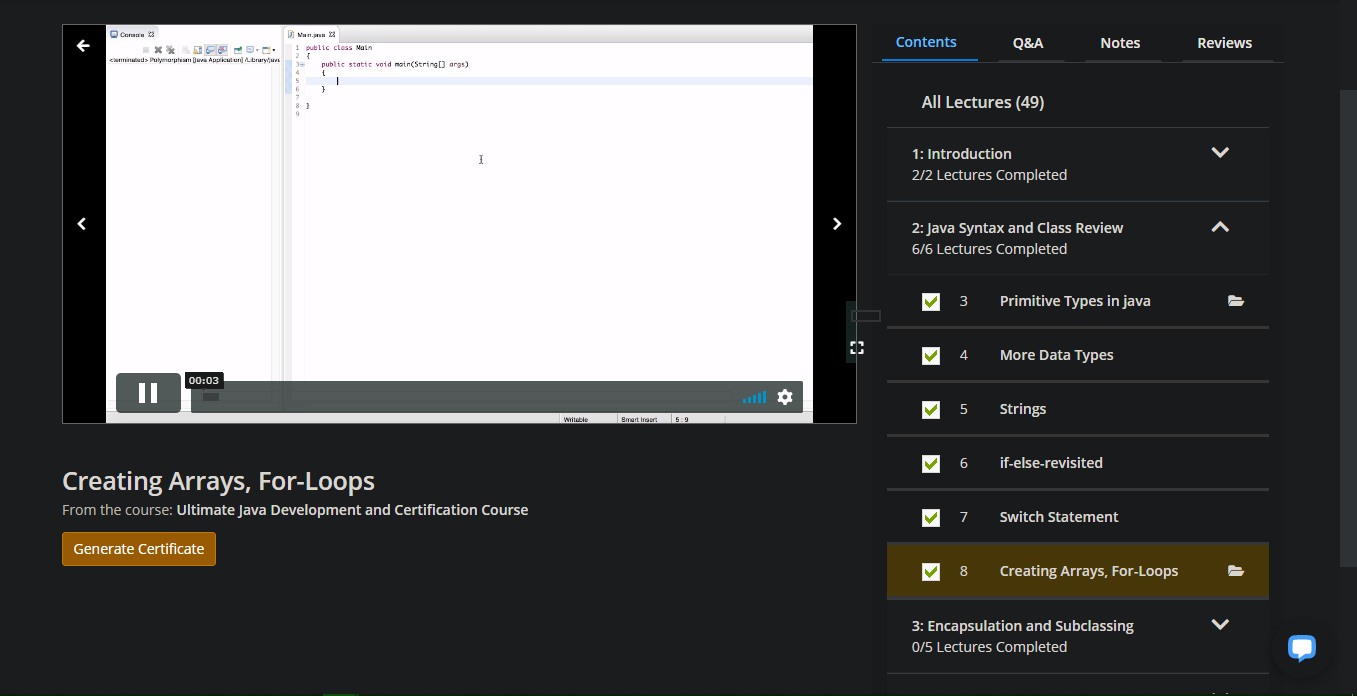 Console
<terminated> Polymorphism [Java Application] /Library/Java
Main.java
1 public class Main
2 {
3 public static void main(String[] args)
4 {
5
6 }
7
8 }
9
00:03
Writable
Smart Insert
5 : 9
Creating Arrays, For-Loops
From the course: Ultimate Java Development and Certification Course
Generate Certificate
Contents
Q&A
Notes
Reviews
All Lectures (49)
1: Introduction
2/2 Lectures Completed
2: Java Syntax and Class Review
6/6 Lectures Completed
3 Primitive Types in java
4 More Data Types
5 Strings
6 if-else-revisited
7 Switch Statement
8 Creating Arrays, For-Loops
3: Encapsulation and Subclassing
0/5 Lectures Completed